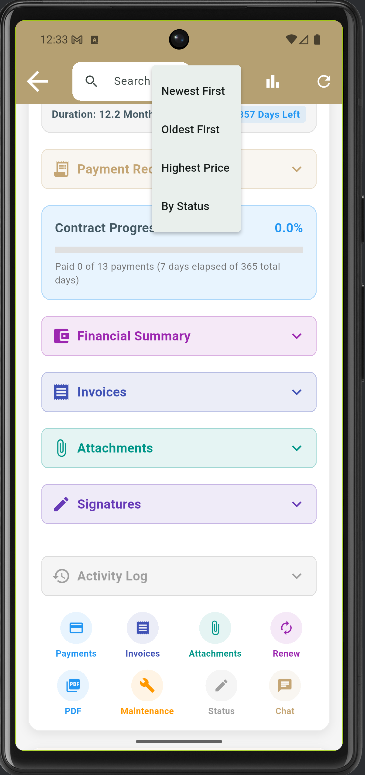 12:33
Search
Newest First
Oldest First
Highest Price
By Status
Duration: 12.2 Month
357 Days Left
Payment Rec
Contract Progres
0.0%
Paid 0 of 13 payments (7 days elapsed of 365 total
days)
Financial Summary
Invoices
Attachments
Signatures
Activity Log
Payments Invoices Attachments Renew
PDF
PDF Maintenance Status Chat